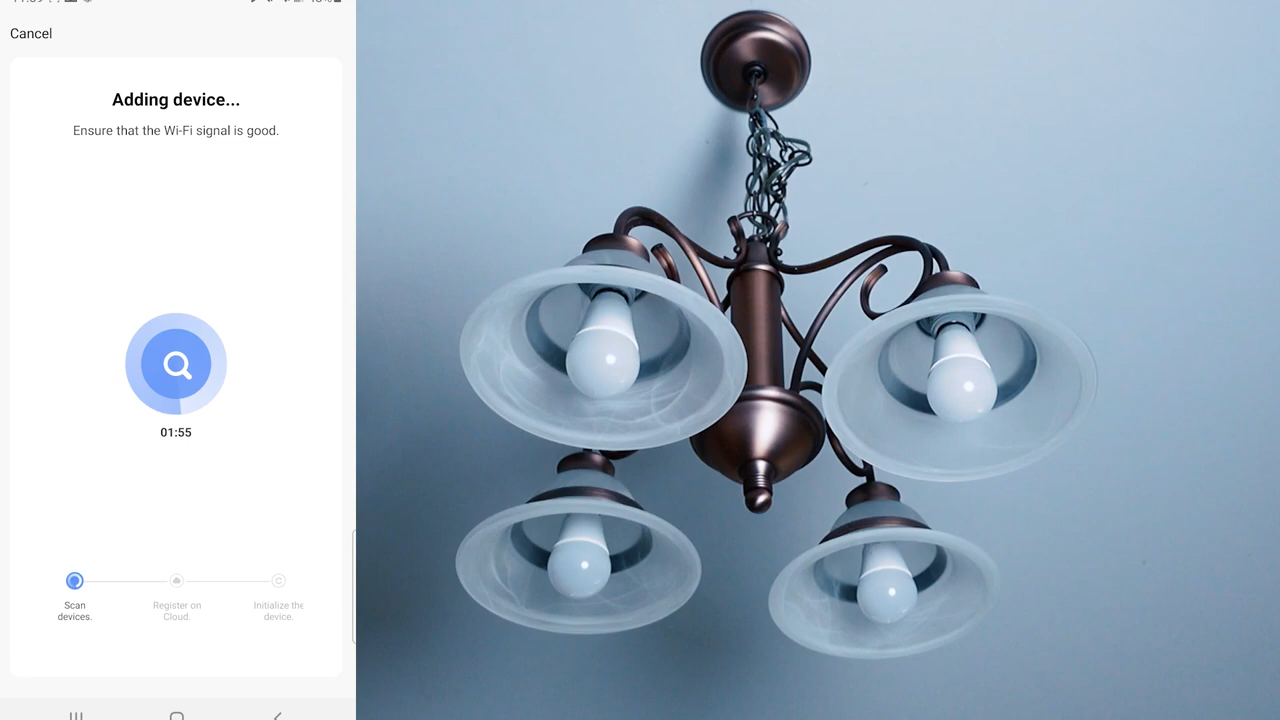 Cancel
Adding device...
Ensure that the Wi-Fi signal is good.
01:55
Scan
devices.
Register on
Cloud.
Initialize the
device.